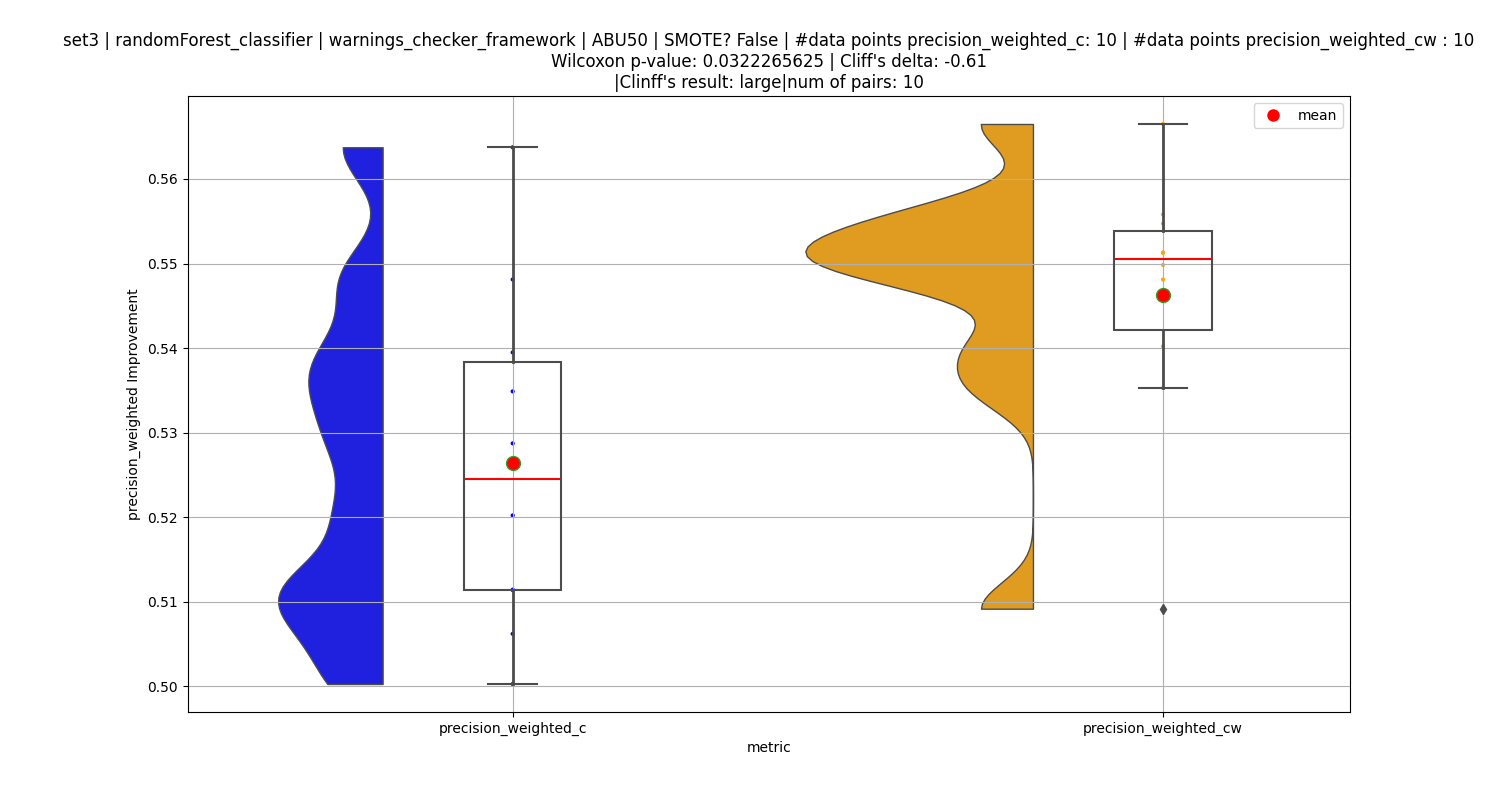 set3 | randomForest_classifier | warnings_checker_framework | ABU50 | SMOTE? False | #data points precision_weighted_c: 10 | #data points precision_weighted_cw : 10
Wilcoxon p-value: 0.0322265625 | Cliff's delta: -0.61
|Clinff's result: large|num of pairs: 10
mean
0.56
0.55
0.54
0.53
0.52
0.51
0.50
precision_weighted Improvement
precision_weighted_c
precision_weighted_cw
metric